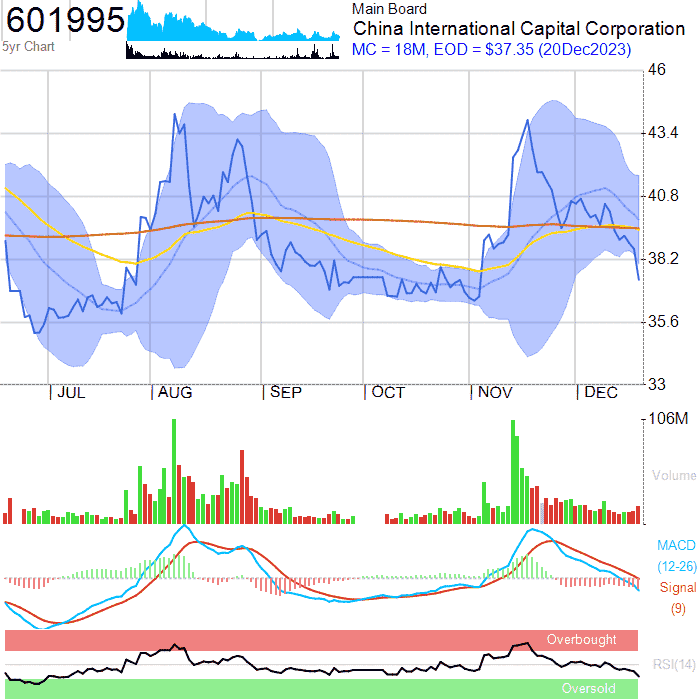 601995
5yr Chart
Main Board
China International Capital Corporation
MC = 18M, EOD = $37.35 (20Dec2023)
46
43.4
40.8
38.2
35.6
33
JUL
AUG
SEP
OCT
NOV
DEC
106M
Volume
MACD
(12-26)
Signal
(9)
Overbought
RSI(14)
Oversold